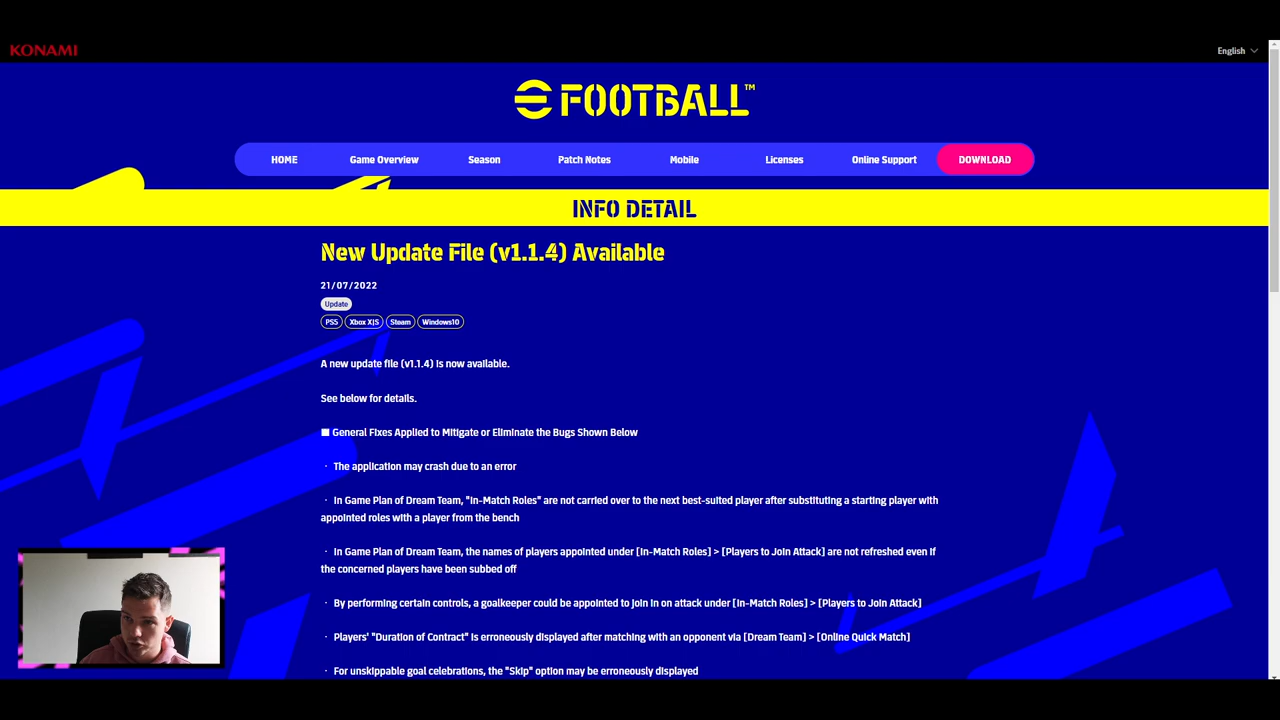 KONAMI
English
FOOTBALL™
HOME Game Overview Season Patch Notes Mobile Licenses Online Support DOWNLOAD
INFO DETAIL
New Update File (v1.1.4) Available
21/07/2022
Update
PS5 Xbox X|S Steam Windows10
A new update file (v1.1.4) is now available.
See below for details.
■ General Fixes Applied to Mitigate or Eliminate the Bugs Shown Below
・ The application may crash due to an error
・ In Game Plan of Dream Team, "In-Match Roles" are not carried over to the next best-suited player after substituting a starting player with
appointed roles with a player from the bench
・ In Game Plan of Dream Team, the names of players appointed under [In-Match Roles] > [Players to Join Attack] are not refreshed even if
the concerned players have been subbed off
・ By performing certain controls, a goalkeeper could be appointed to join in on attack under [In-Match Roles] > [Players to Join Attack]
・ Players' "Duration of Contract" is erroneously displayed after matching with an opponent via [Dream Team] > [Online Quick Match]
・ For unskippable goal celebrations, the "Skip" option may be erroneously displayed